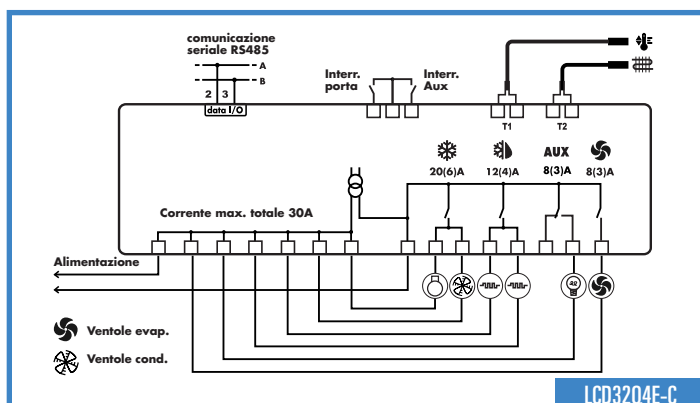 comunicazione
seriale RS485
A
B
2 3
data I/O
Interr.
porta
Interr.
Aux
T1
T2
AUX
20(6)A
12(4)A
8(3)A
8(3)A
Corrente max. totale 30A
Alimentazione
Ventole evap.
Ventole cond.
LCD3204E-C